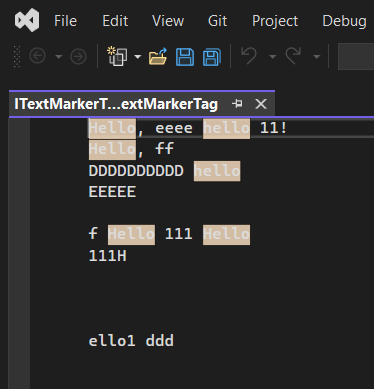 File Edit View Git Project Debug
ITextMarkerT...extMarkerTag
Hello, eeee hello 11!
Hello, ff
DDDDDDDDDD hello
EEEEE
f Hello 111 Hello
111H
ello1 ddd